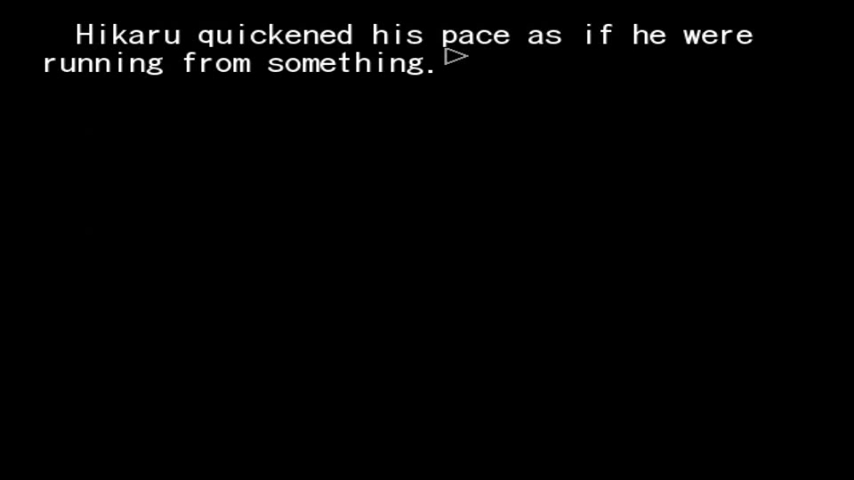 Hikaru quickened his pace as if he were
running from something.